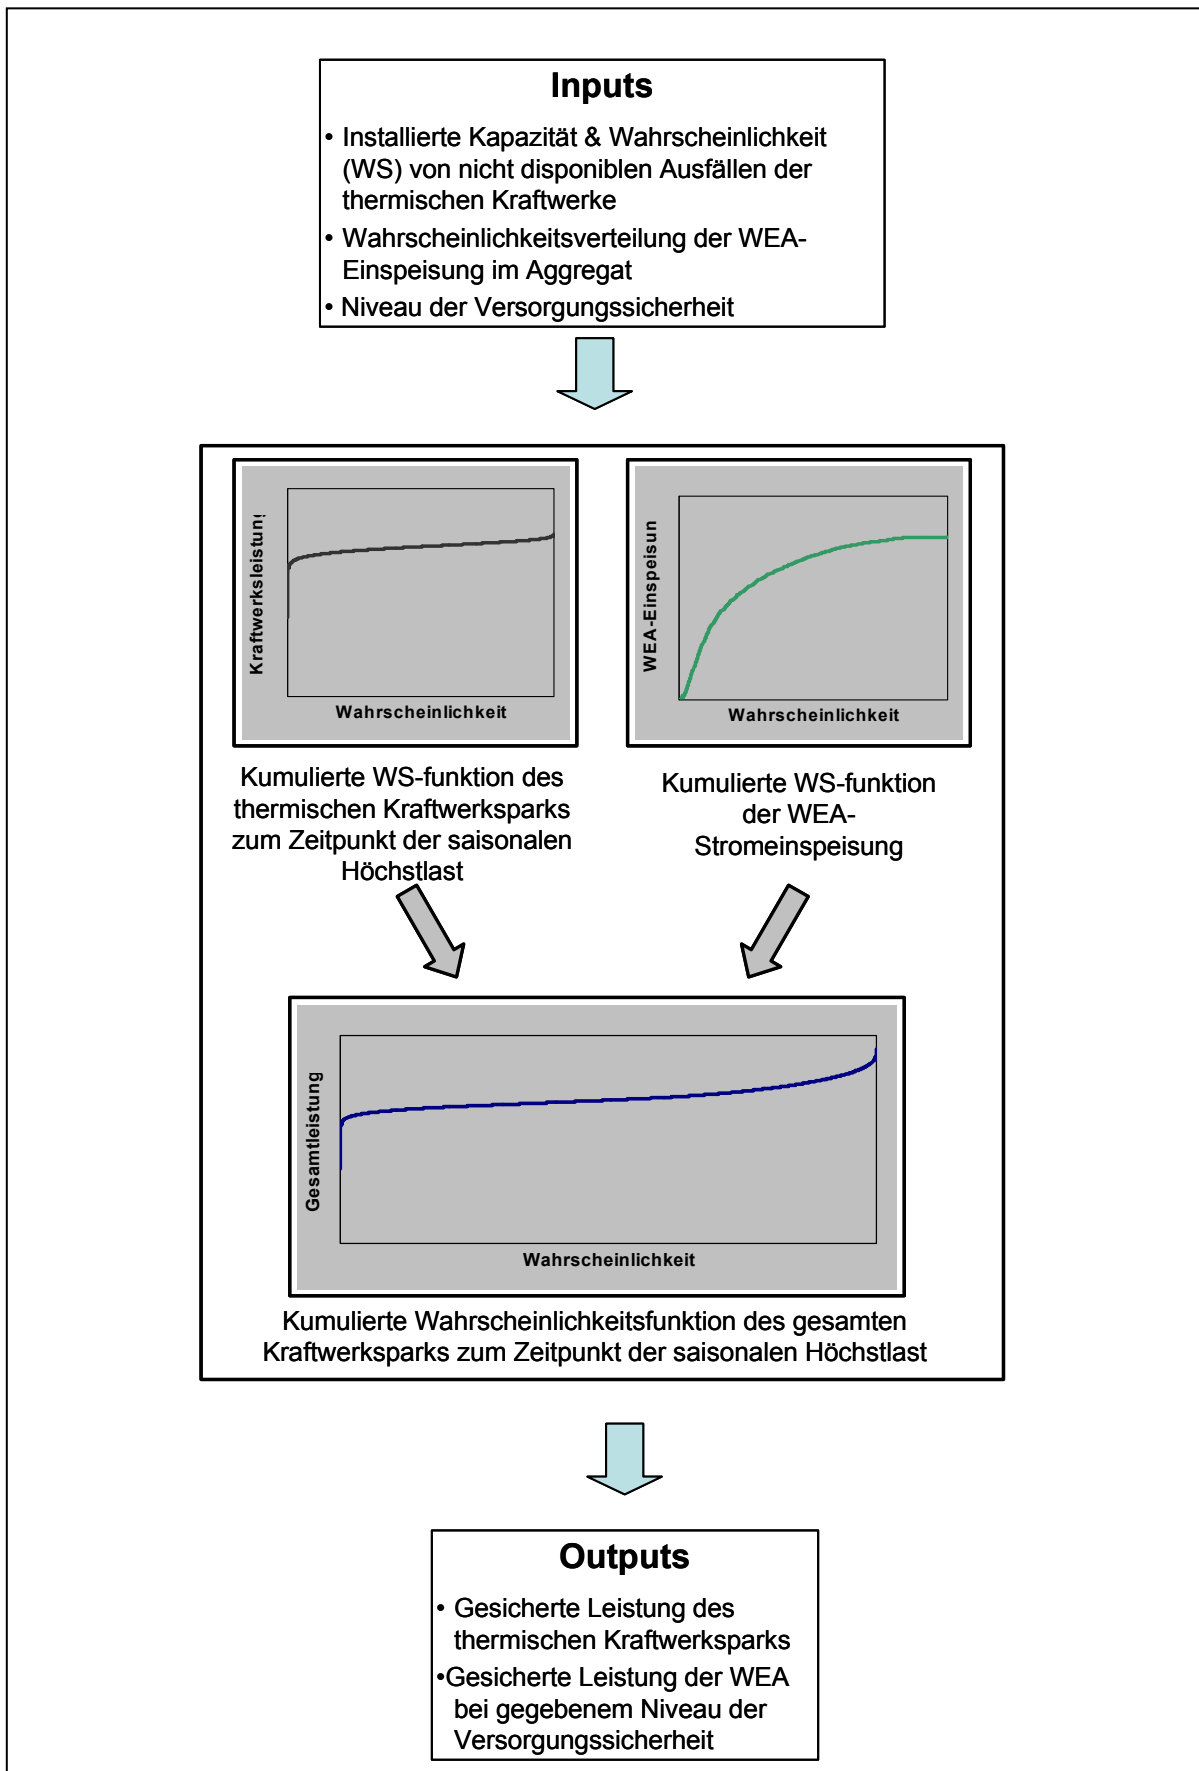 Inputs
• Installierte Kapazität & Wahrscheinlichkeit
(WS) von nicht disponiblen Ausfällen der
thermischen Kraftwerke
• Wahrscheinlichkeitsverteilung der WEA-
Einspeisung im Aggregat
• Niveau der Versorgungssicherheit
Kraftwerksleistung
Wahrscheinlichkeit
WEA-Einspeisun
Wahrscheinlichkeit
Kumulierte WS-funktion des
thermischen Kraftwerksparks
zum Zeitpunkt der saisonalen
Höchstlast
Kumulierte WS-funktion
der WEA-
Stromeinspeisung
Gesamtleistung
Wahrscheinlichkeit
Kumulierte Wahrscheinlichkeitsfunktion des gesamten
Kraftwerksparks zum Zeitpunkt der saisonalen Höchstlast
Outputs
• Gesicherte Leistung des
thermischen Kraftwerksparks
•Gesicherte Leistung der WEA
bei gegebenem Niveau der
Versorgungssicherheit